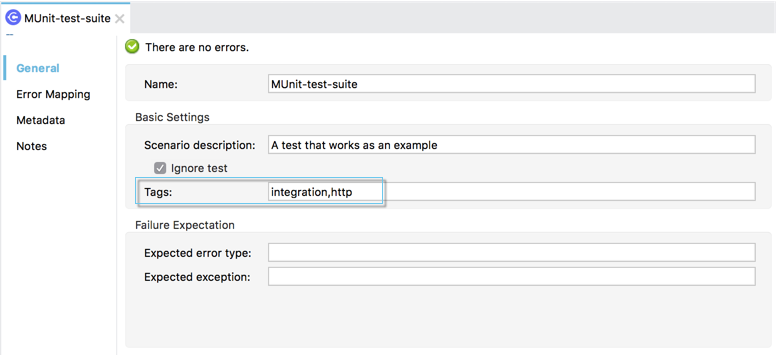 MUnit-test-suite
There are no errors.
General
Error Mapping
Metadata
Notes
Name: MUnit-test-suite
Basic Settings
Scenario description: A test that works as an example
Ignore test
Tags: integration,http
Failure Expectation
Expected error type:
Expected exception: